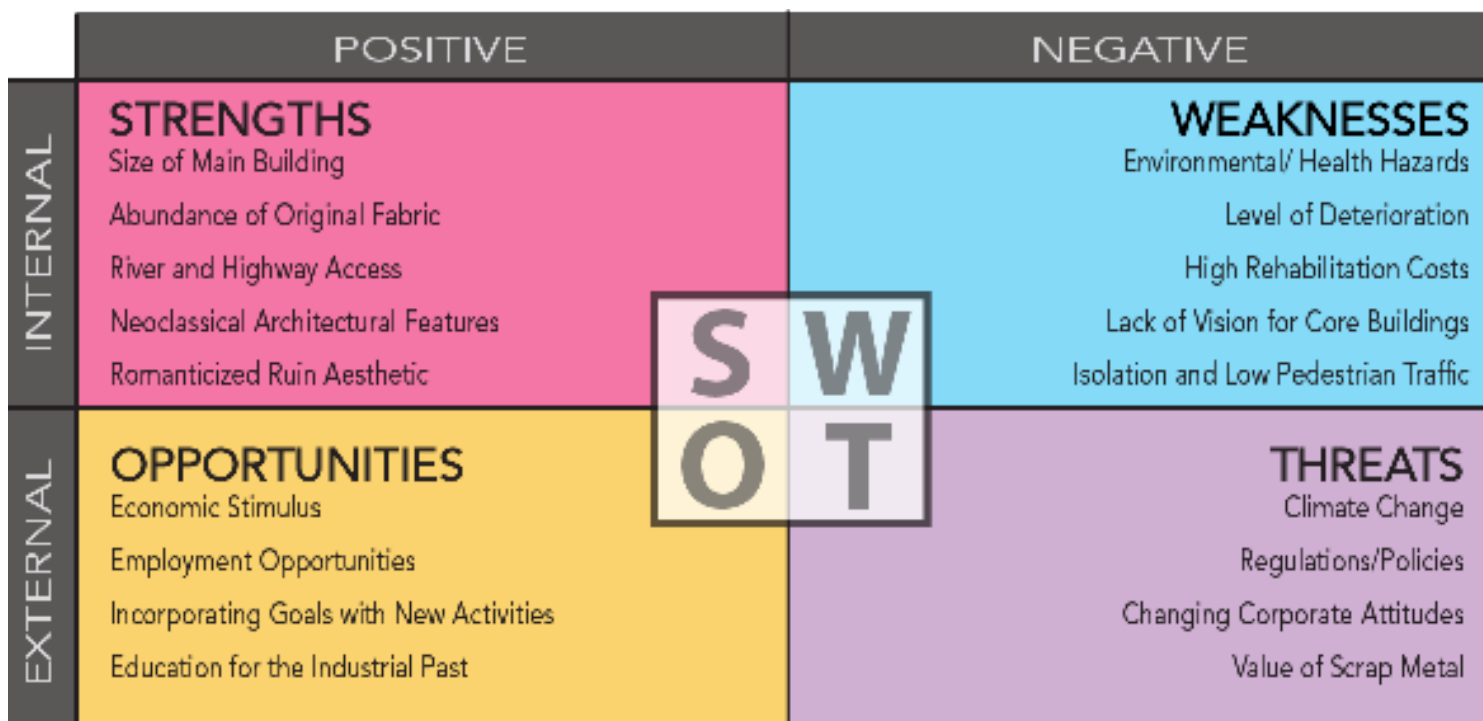 POSITIVE
NEGATIVE
INTERNAL
STRENGTHS
Size of Main Building
Abundance of Original Fabric
River and Highway Access
Neoclassical Architectural Features
Romanticized Ruin Aesthetic
WEAKNESSES
Environmental/ Health Hazards
Level of Deterioration
High Rehabilitation Costs
Lack of Vision for Core Buildings
Isolation and Low Pedestrian Traffic
S W
O T
EXTERNAL
OPPORTUNITIES
Economic Stimulus
Employment Opportunities
Incorporating Goals with New Activities
Education for the Industrial Past
THREATS
Climate Change
Regulations/Policies
Changing Corporate Attitudes
Value of Scrap Metal